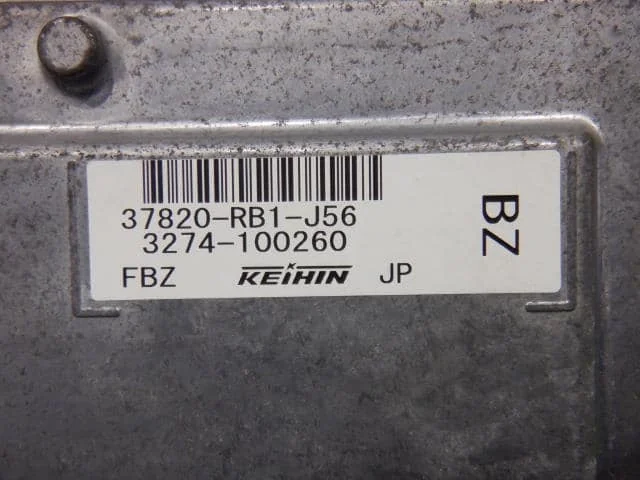 37820-RB1-J56
3274-100260
FBZ KEIHIN JP
BZ